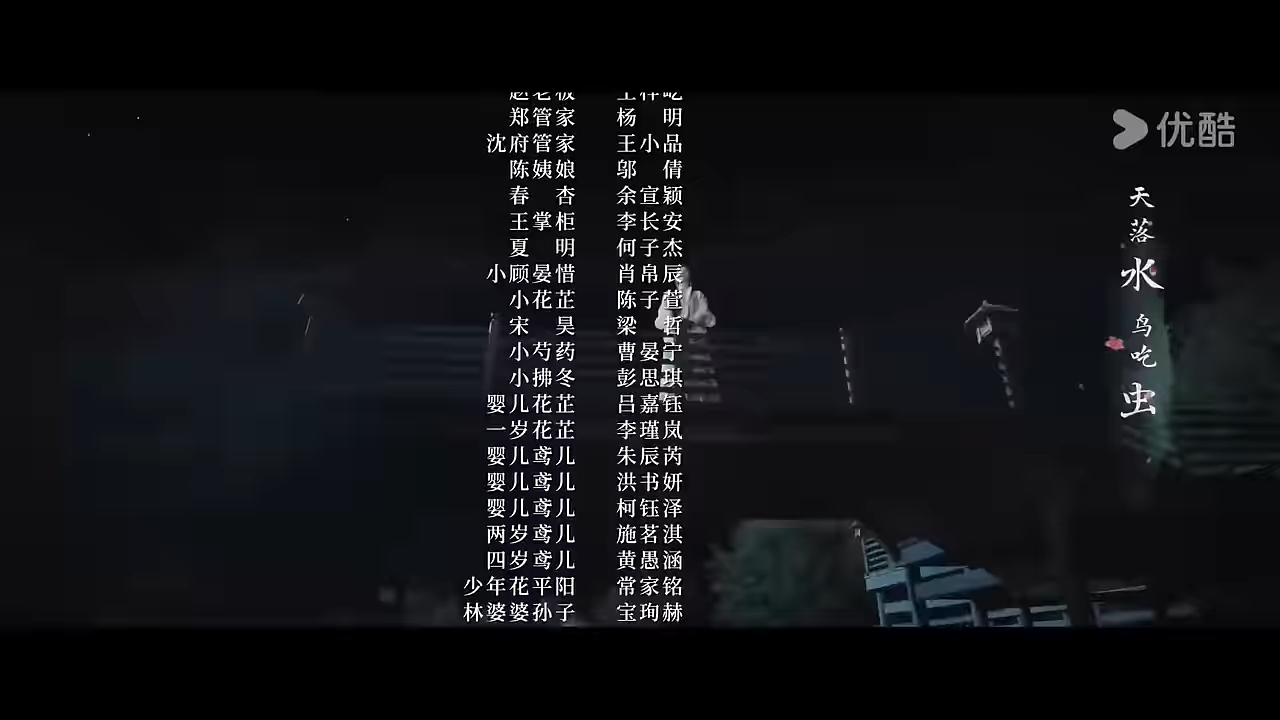 郑管家 杨明
沈府管家 王小品
陈姨娘 邬倩
春杏 余宣颖
王掌柜 李长安
夏明 何子杰
小顾晏惜 肖帛辰
小花芷 陈子萱
宋昊 梁哲
小芍药 曹晏宁
小拂冬 彭思琪
婴儿花芷 吕嘉钰
一岁花芷 李瑾岚
婴儿鸢儿 朱辰芮
婴儿鸢儿 洪书妍
婴儿鸢儿 柯钰泽
两岁鸢儿 施茗淇
四岁鸢儿 黄愚涵
少年花平阳 常家铭
林婆婆孙子 宝珣赫
优酷
天落水
鸟吃虫